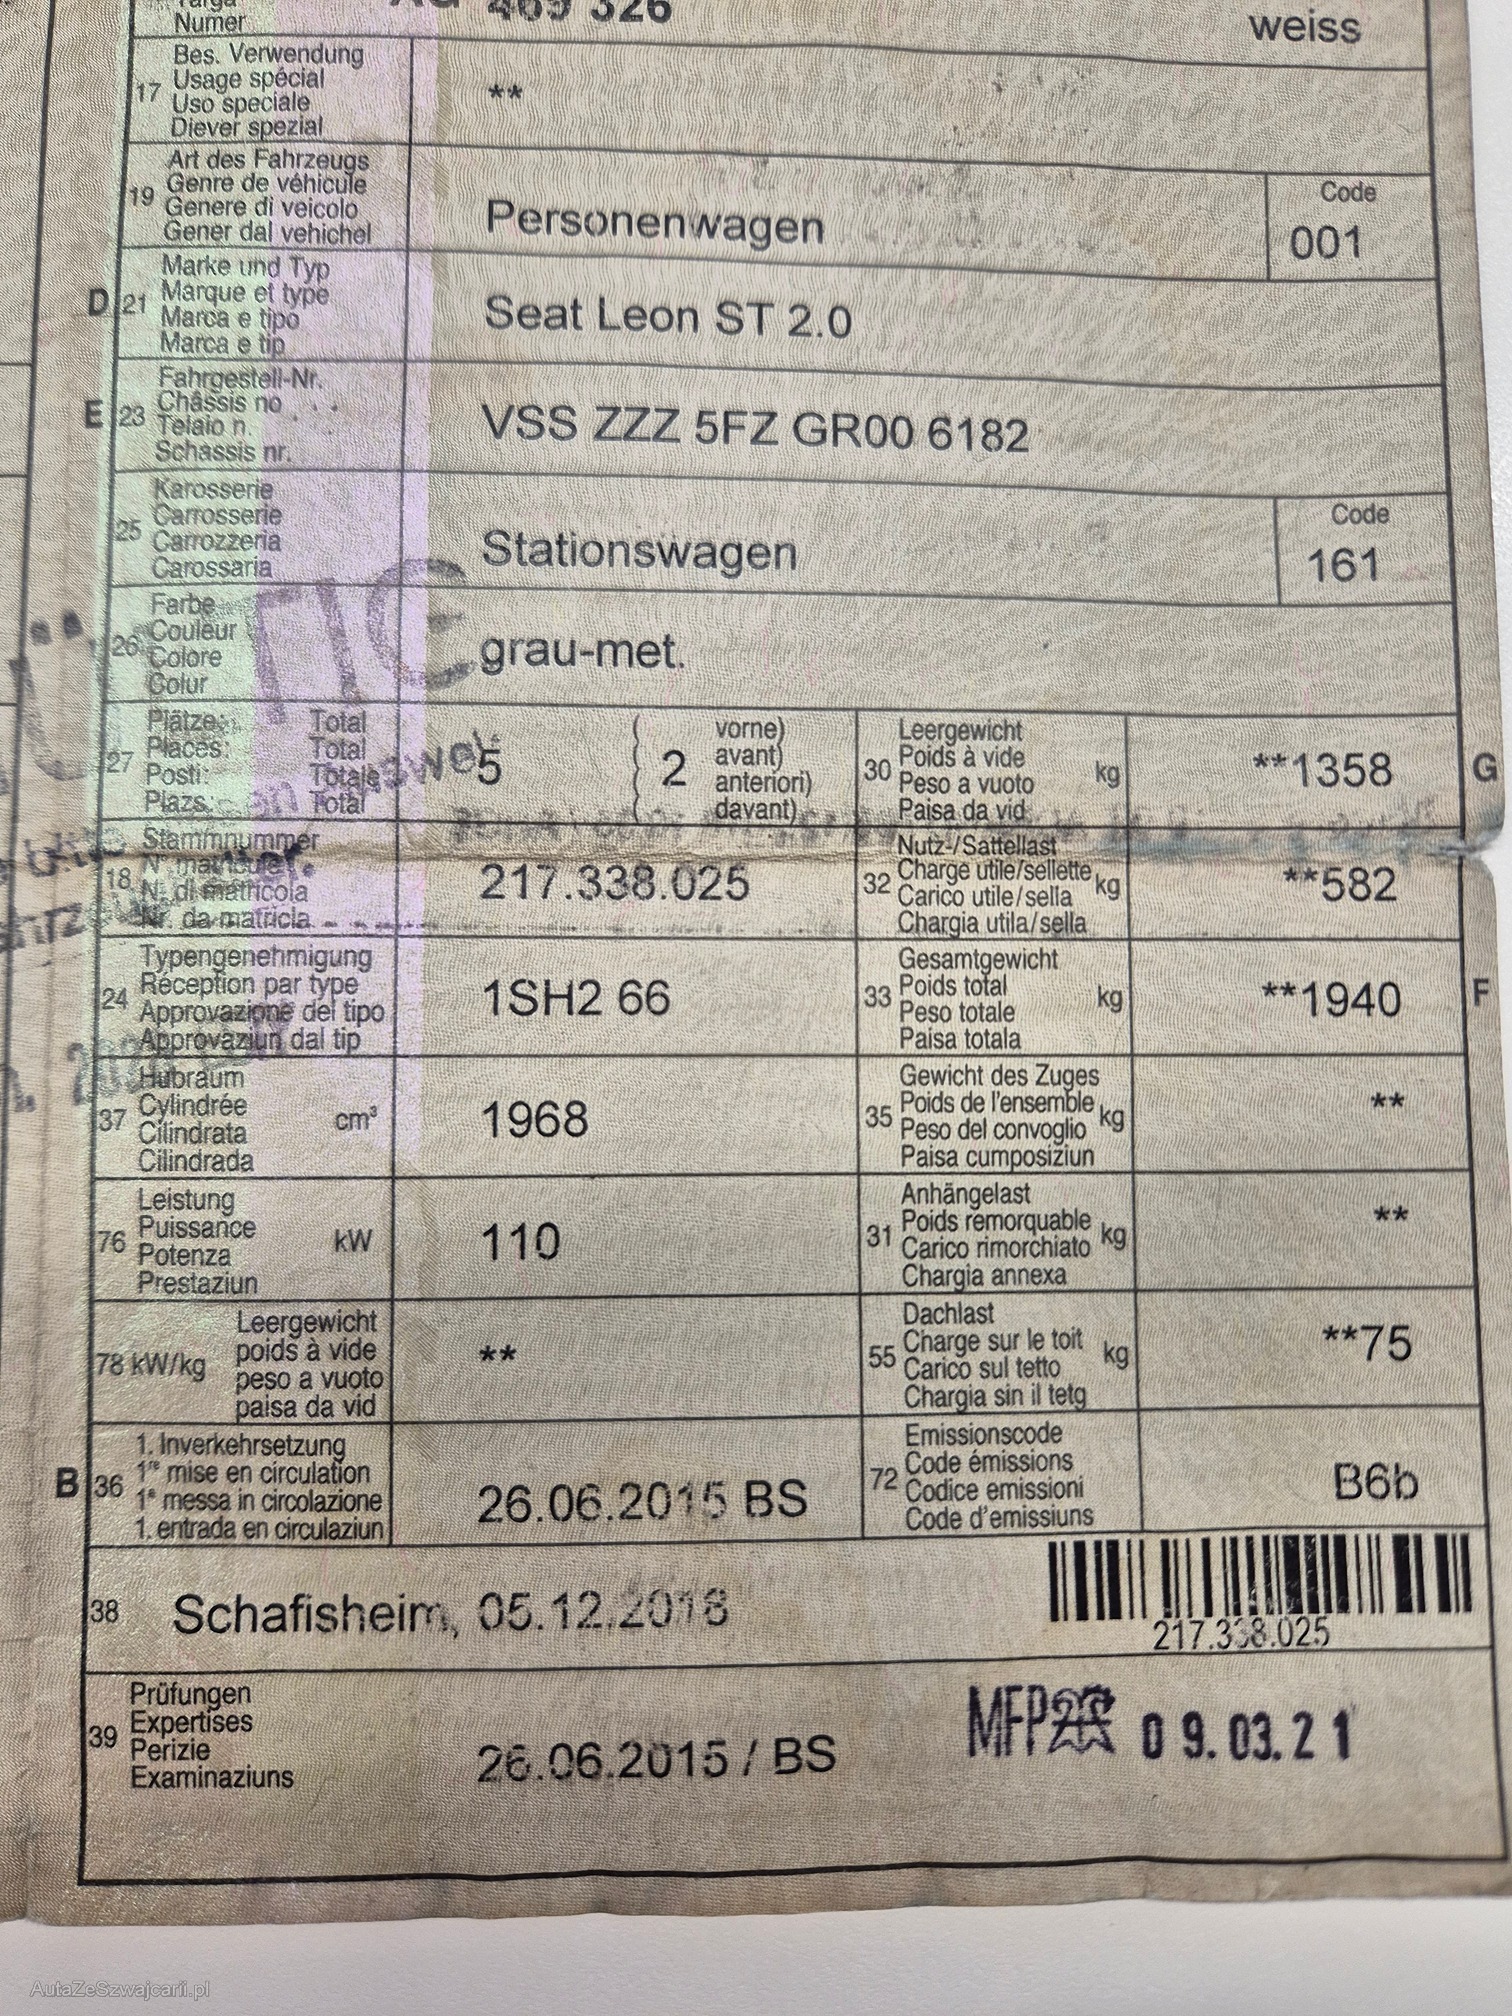 Numer
469 326
weiss
17
Bes. Verwendung
Usage spécial
Uso speciale
Diever spezial
**
19
Art des Fahrzeugs
Genre de véhicule
Genere di veicolo
Gener dal vehichel
Personenwagen
Code
001
D 21
Marke und Typ
Marque et type
Marca e tipo
Marca e tip
Seat Leon ST 2.0
E 23
Fahrgestell-Nr.
Châssis no
Telaio n.
Schassis nr.
VSS ZZZ 5FZ GR00 6182
25
Karosserie
Carrosserie
Carrozzeria
Carossaria
Stationswagen
Code
161
26
Farbe
Couleur
Colore
Colur
grau-met.
27
Plätze: Total
Places: Total
Posti: Totale
Plazs: Total
5
( 2 vorne)
( avant)
( anteriori)
( davant)
30
Leergewicht
Poids à vide
Peso a vuoto
Paisa da vid
kg
**1358
G
18
Stammnummer
N° matricule
N. di matricola
Nr. da matricla
217.338.025
32
Nutz-/Sattellast
Charge utile/sellette
Carico utile/sella
Chargia utila/sella
kg
**582
24
Typengenehmigung
Réception par type
Approvazione del tipo
Approvaziun dal tip
1SH2 66
33
Gesamtgewicht
Poids total
Peso totale
Paisa totala
kg
**1940
F
37
Hubraum
Cylindrée
Cilindrata
Cilindrada
cm³
1968
35
Gewicht des Zuges
Poids de l'ensemble
Peso del convoglio
Paisa cumposiziun
kg
**
76
Leistung
Puissance
Potenza
Prestaziun
kW
110
31
Anhängelast
Poids remorquable
Carico rimorchiato
Chargia annexa
kg
**
78 kW/kg
Leergewicht
poids à vide
peso a vuoto
paisa da vid
**
55
Dachlast
Charge sur le toit
Carico sul tetto
Chargia sin il tetg
kg
**75
B 36
1. Inverkehrsetzung
1re mise en circulation
1a messa in circolazione
1. entrada en circulaziun
26.06.2015 BS
72
Emissionscode
Code émissions
Codice emissioni
Code d'emissiuns
B6b
38
Schafisheim, 05.12.2018
217.338.025
39
Prüfungen
Expertises
Perizie
Examinaziuns
26.06.2015 / BS
MFP 09.03.21
AutaZeSzwajcarii.pl